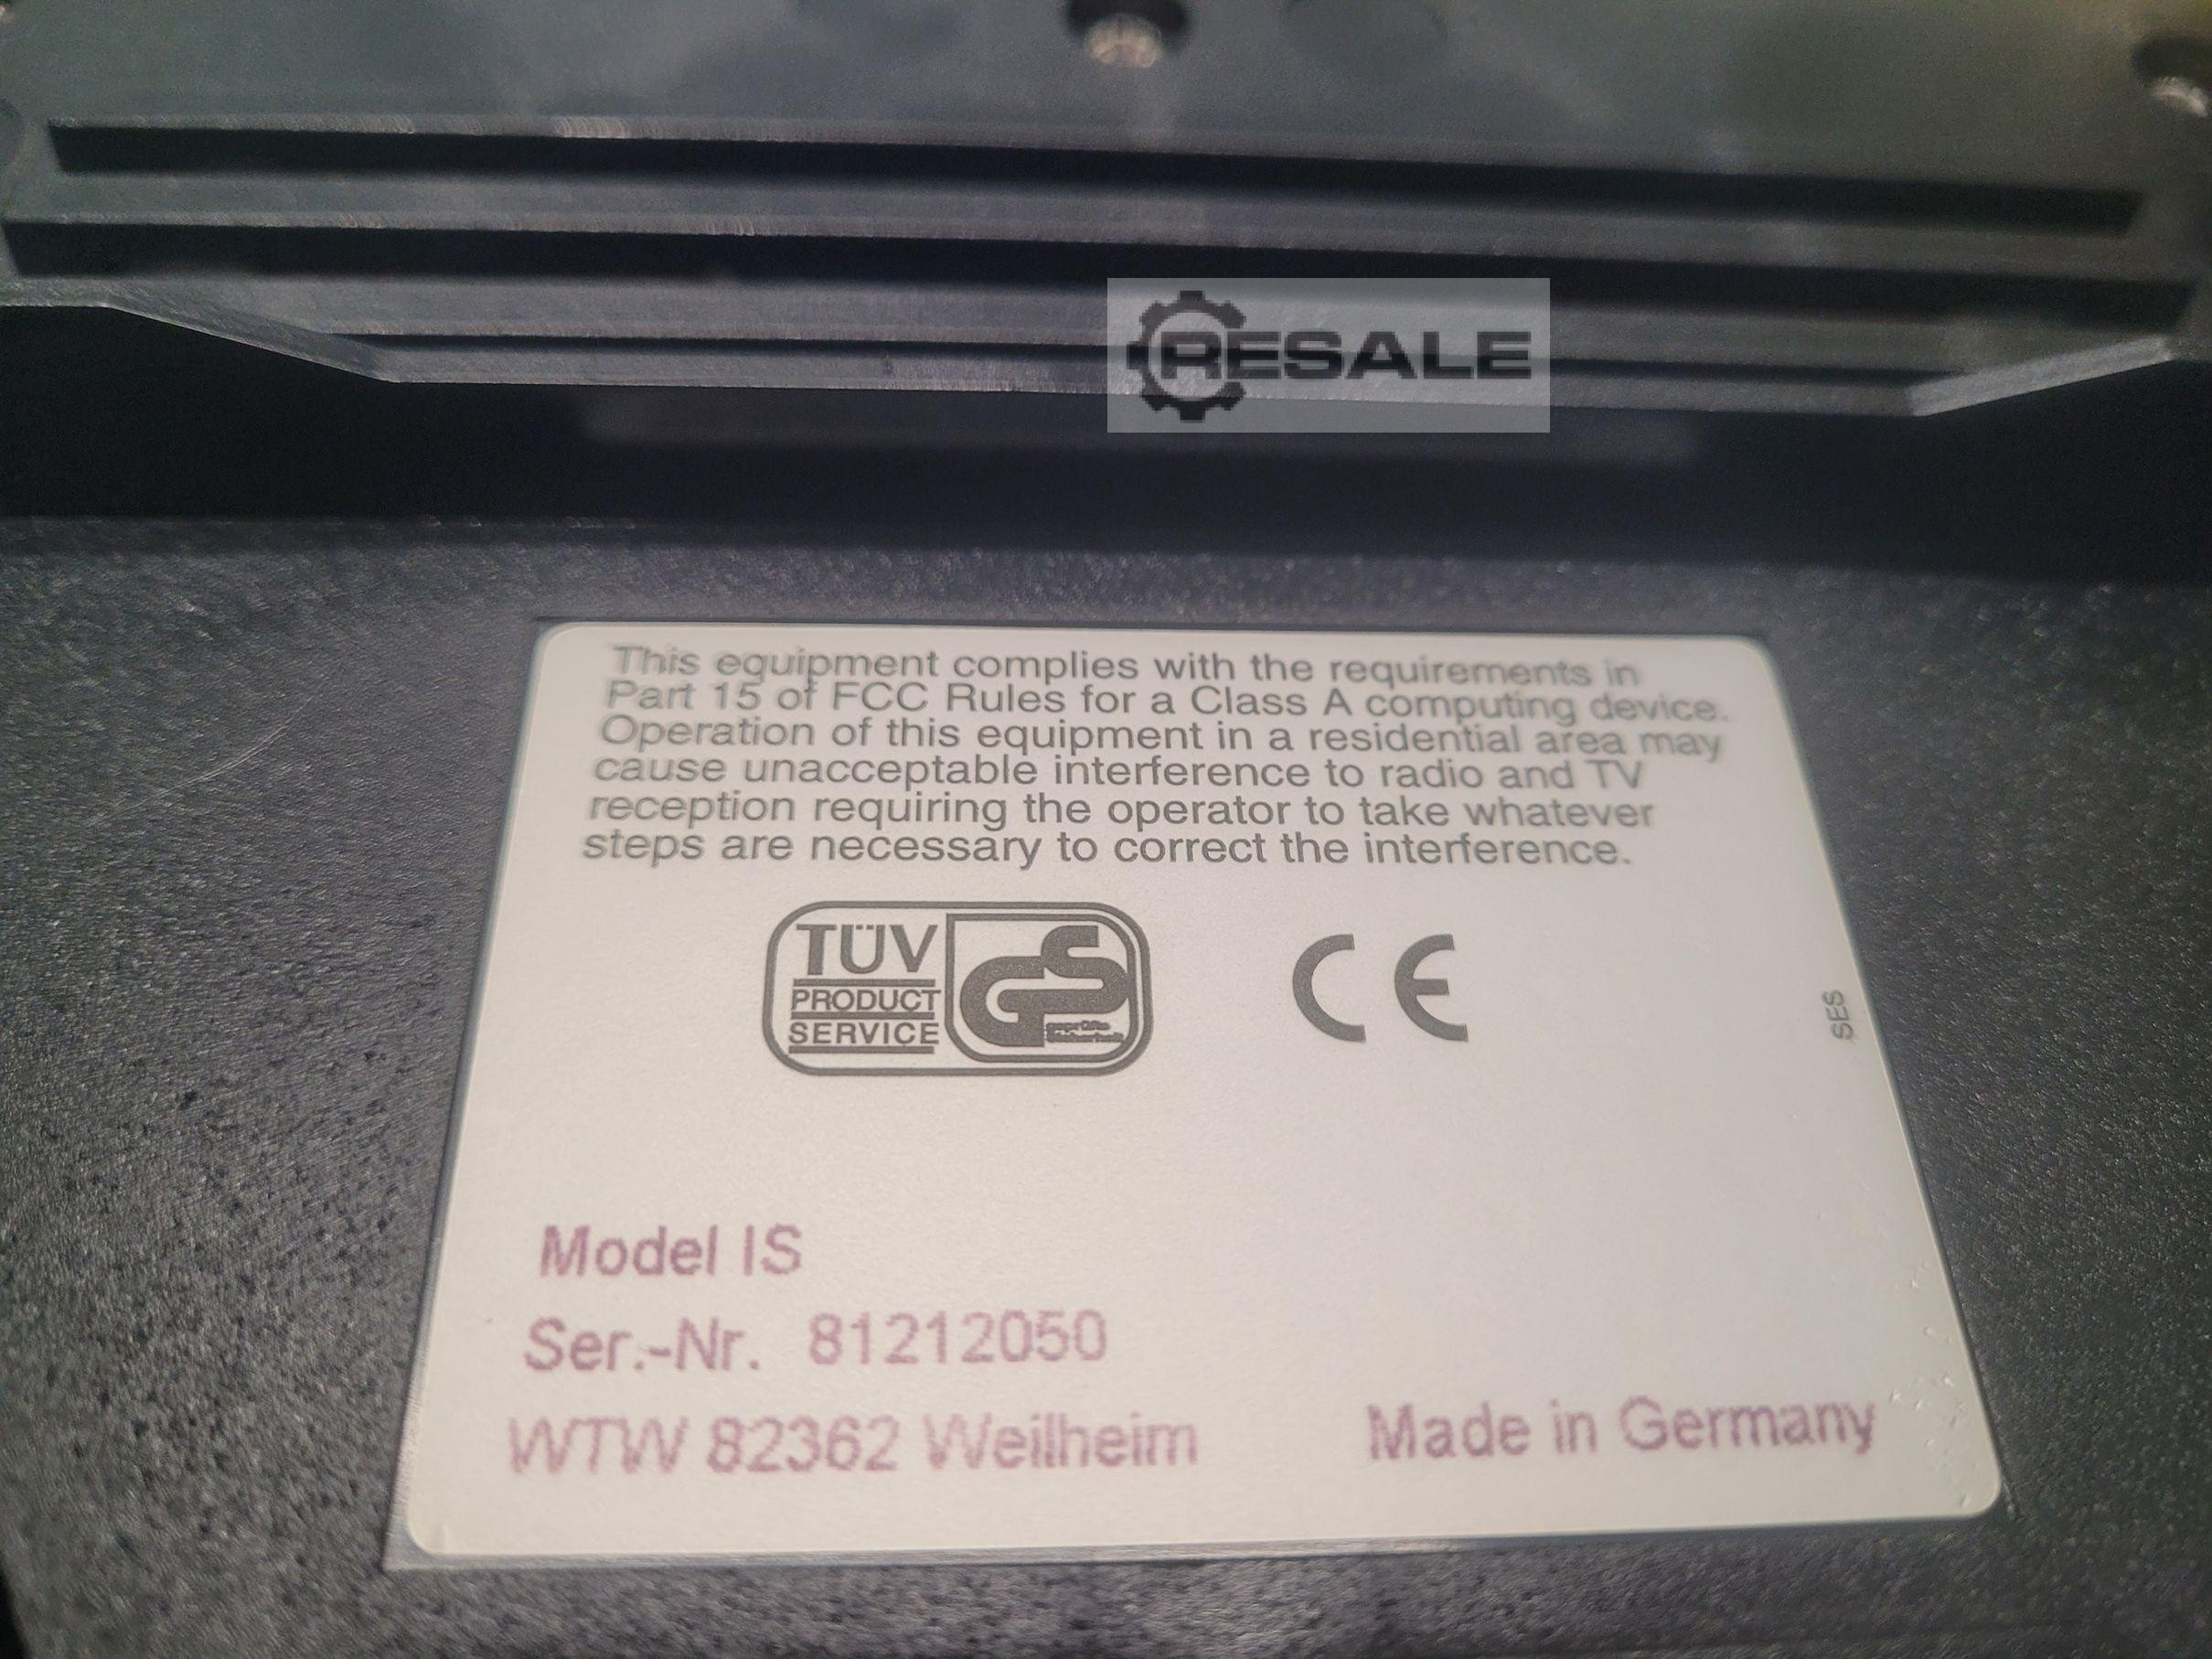 RESALE
This equipment complies with the requirements in
Part 15 of FCC Rules for a Class A computing device.
Operation of this equipment in a residential area may
cause unacceptable interference to radio and TV
reception requiring the operator to take whatever
steps are necessary to correct the interference.
TÜV
PRODUCT
SERVICE
GS
geprüfte
Sicherheit
CE
SES
Model IS
Ser.-Nr. 81212050
WTW 82362 Weilheim
Made in Germany